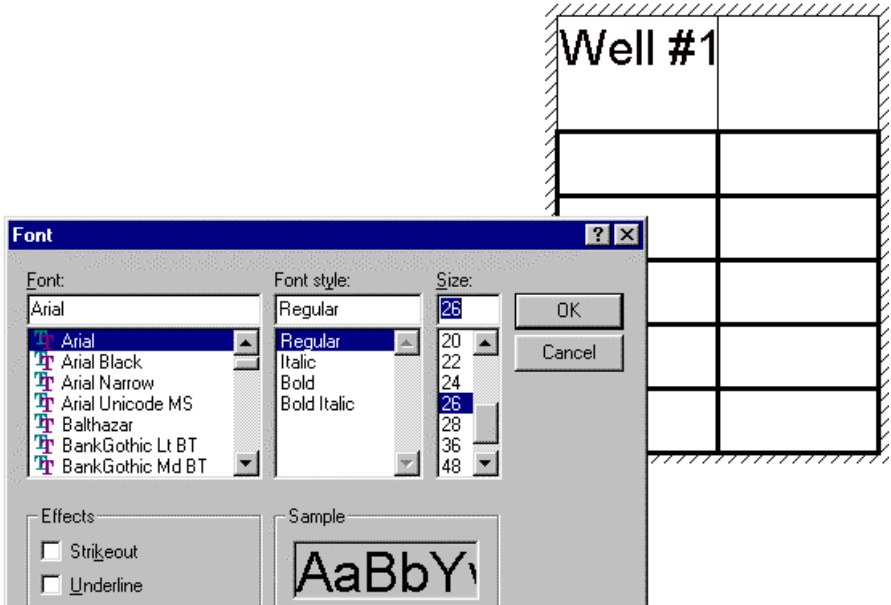 Well #1
Font
Font: Font style: Size:
Arial Regular 26 OK
Arial Regular 20 Cancel
Arial Black Italic 22
Arial Narrow Bold 24
Arial Unicode MS Bold Italic 26
Balthazar 28
BankGothic Lt BT 36
BankGothic Md BT 48
Effects Sample
Strikeout AaBbYy
Underline